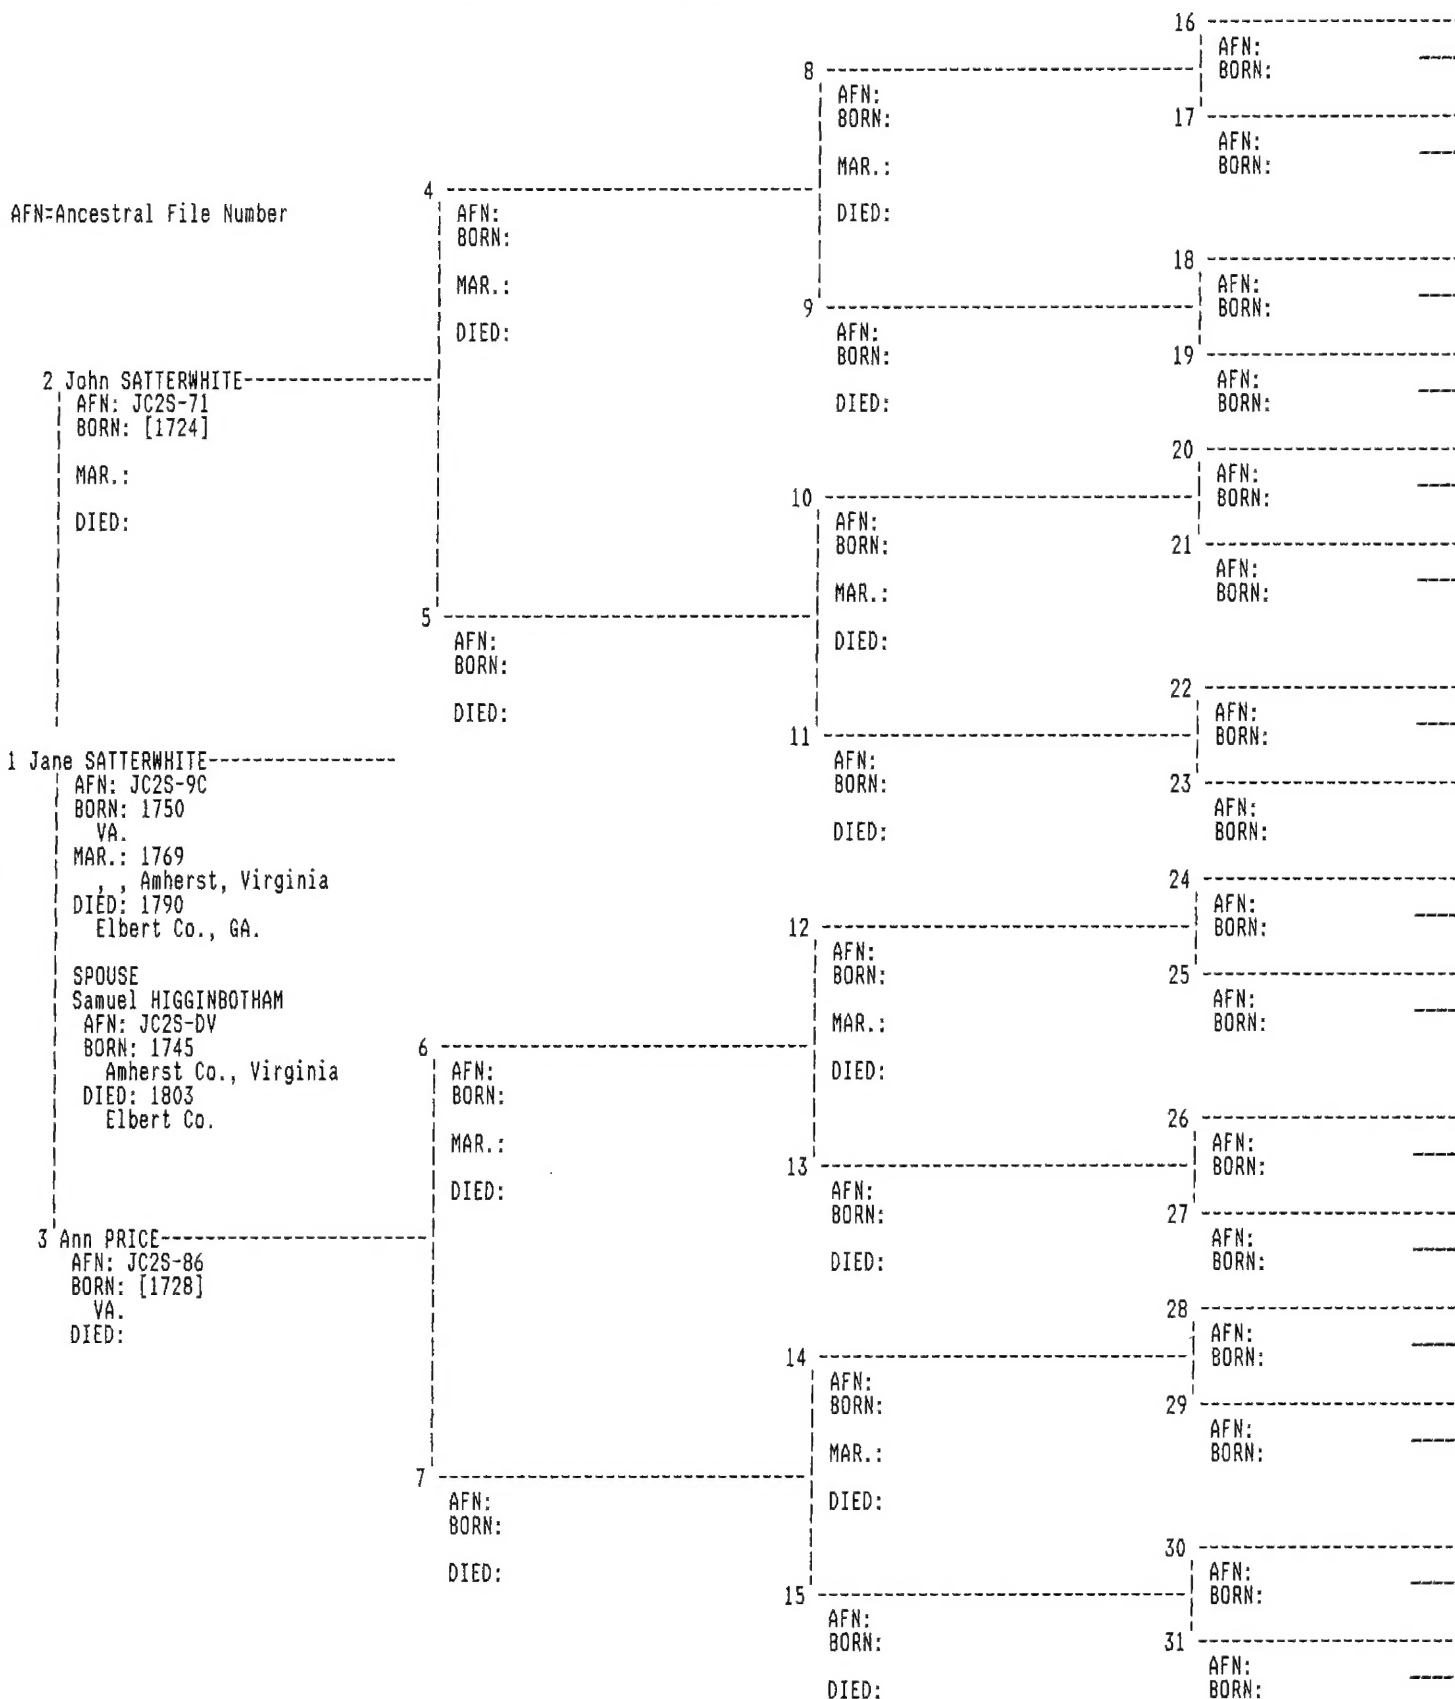 AFN=Ancestral File Number
2 John SATTERWHITE
AFN: JC2S-71
BORN: [1724]
MAR.:
DIED:
1 Jane SATTERWHITE
AFN: JC2S-9C
BORN: 1750
VA.
MAR.: 1769
, , Amherst, Virginia
DIED: 1790
Elbert Co., GA.
SPOUSE
Samuel HIGGINBOTHAM
AFN: JC2S-DV
BORN: 1745
Amherst Co., Virginia
DIED: 1803
Elbert Co.
3 Ann PRICE
AFN: JC2S-86
BORN: [1728]
VA.
DIED:
4
AFN:
BORN:
MAR.:
DIED:
5
AFN:
BORN:
DIED:
6
AFN:
BORN:
MAR.:
DIED:
7
AFN:
BORN:
DIED:
8
AFN:
BORN:
MAR.:
DIED:
9
AFN:
BORN:
DIED:
10
AFN:
BORN:
MAR.:
DIED:
11
AFN:
BORN:
DIED:
12
AFN:
BORN:
MAR.:
DIED:
13
AFN:
BORN:
DIED:
14
AFN:
BORN:
MAR.:
DIED:
15
AFN:
BORN:
DIED:
16
AFN:
BORN:
17
AFN:
BORN:
18
AFN:
BORN:
19
AFN:
BORN:
20
AFN:
BORN:
21
AFN:
BORN:
22
AFN:
BORN:
23
AFN:
BORN:
24
AFN:
BORN:
25
AFN:
BORN:
26
AFN:
BORN:
27
AFN:
BORN:
28
AFN:
BORN:
29
AFN:
BORN:
30
AFN:
BORN:
31
AFN:
BORN: